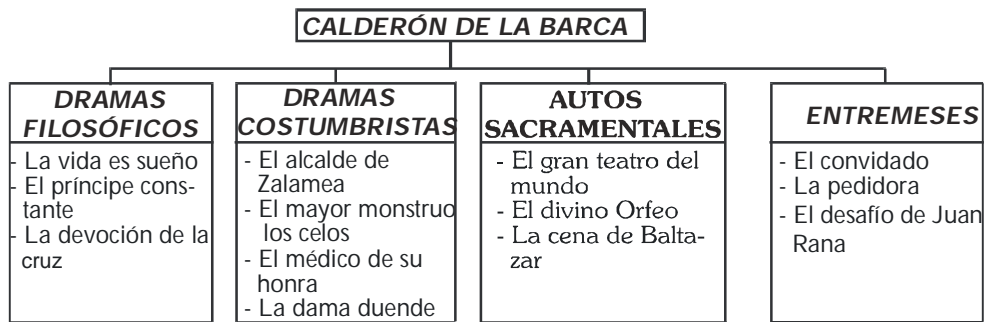 CALDERÓN DE LA BARCA
DRAMAS
FILOSÓFICOS
- La vida es sueño
- El príncipe cons-
tante
- La devoción de la
cruz
DRAMAS
COSTUMBRISTAS
- El alcalde de
Zalamea
- El mayor monstruo
los celos
- El médico de su
honra
- La dama duende
AUTOS
SACRAMENTALES
- El gran teatro del
mundo
- El divino Orfeo
- La cena de Balta-
zar
ENTREMESES
- El convidado
- La pedidora
- El desafío de Juan
Rana